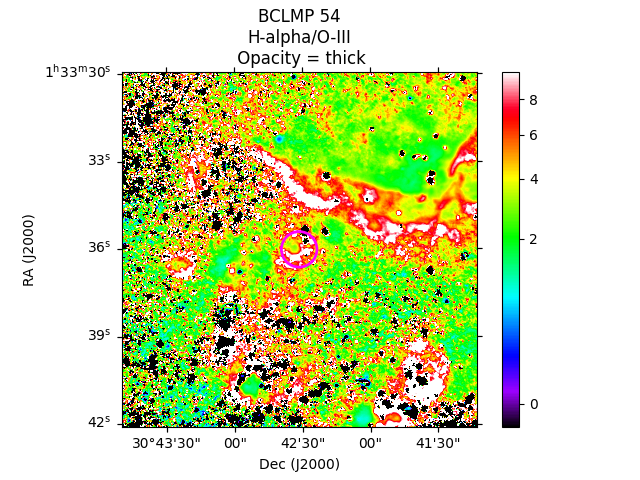 BCLMP 54
H-alpha/O-III
Opacity = thick
1h33m30s
33s
36s
39s
42s
RA (J2000)
30°43'30" 00" 42'30" 00" 41'30"
Dec (J2000)
8
6
4
2
0